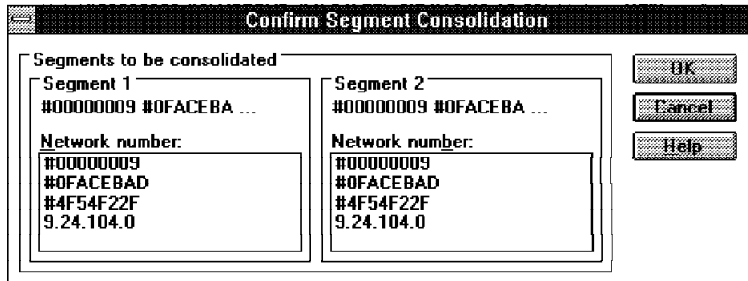 Confirm Segment Consolidation
Segments to be consolidated
Segment 1
#00000009 #0FACEBA ...
Network number:
#00000009
#0FACEBAD
#4F54F22F
9.24.104.0
Segment 2
#00000009 #0FACEBA ...
Network number:
#00000009
#0FACEBAD
#4F54F22F
9.24.104.0
OK
Cancel
Help